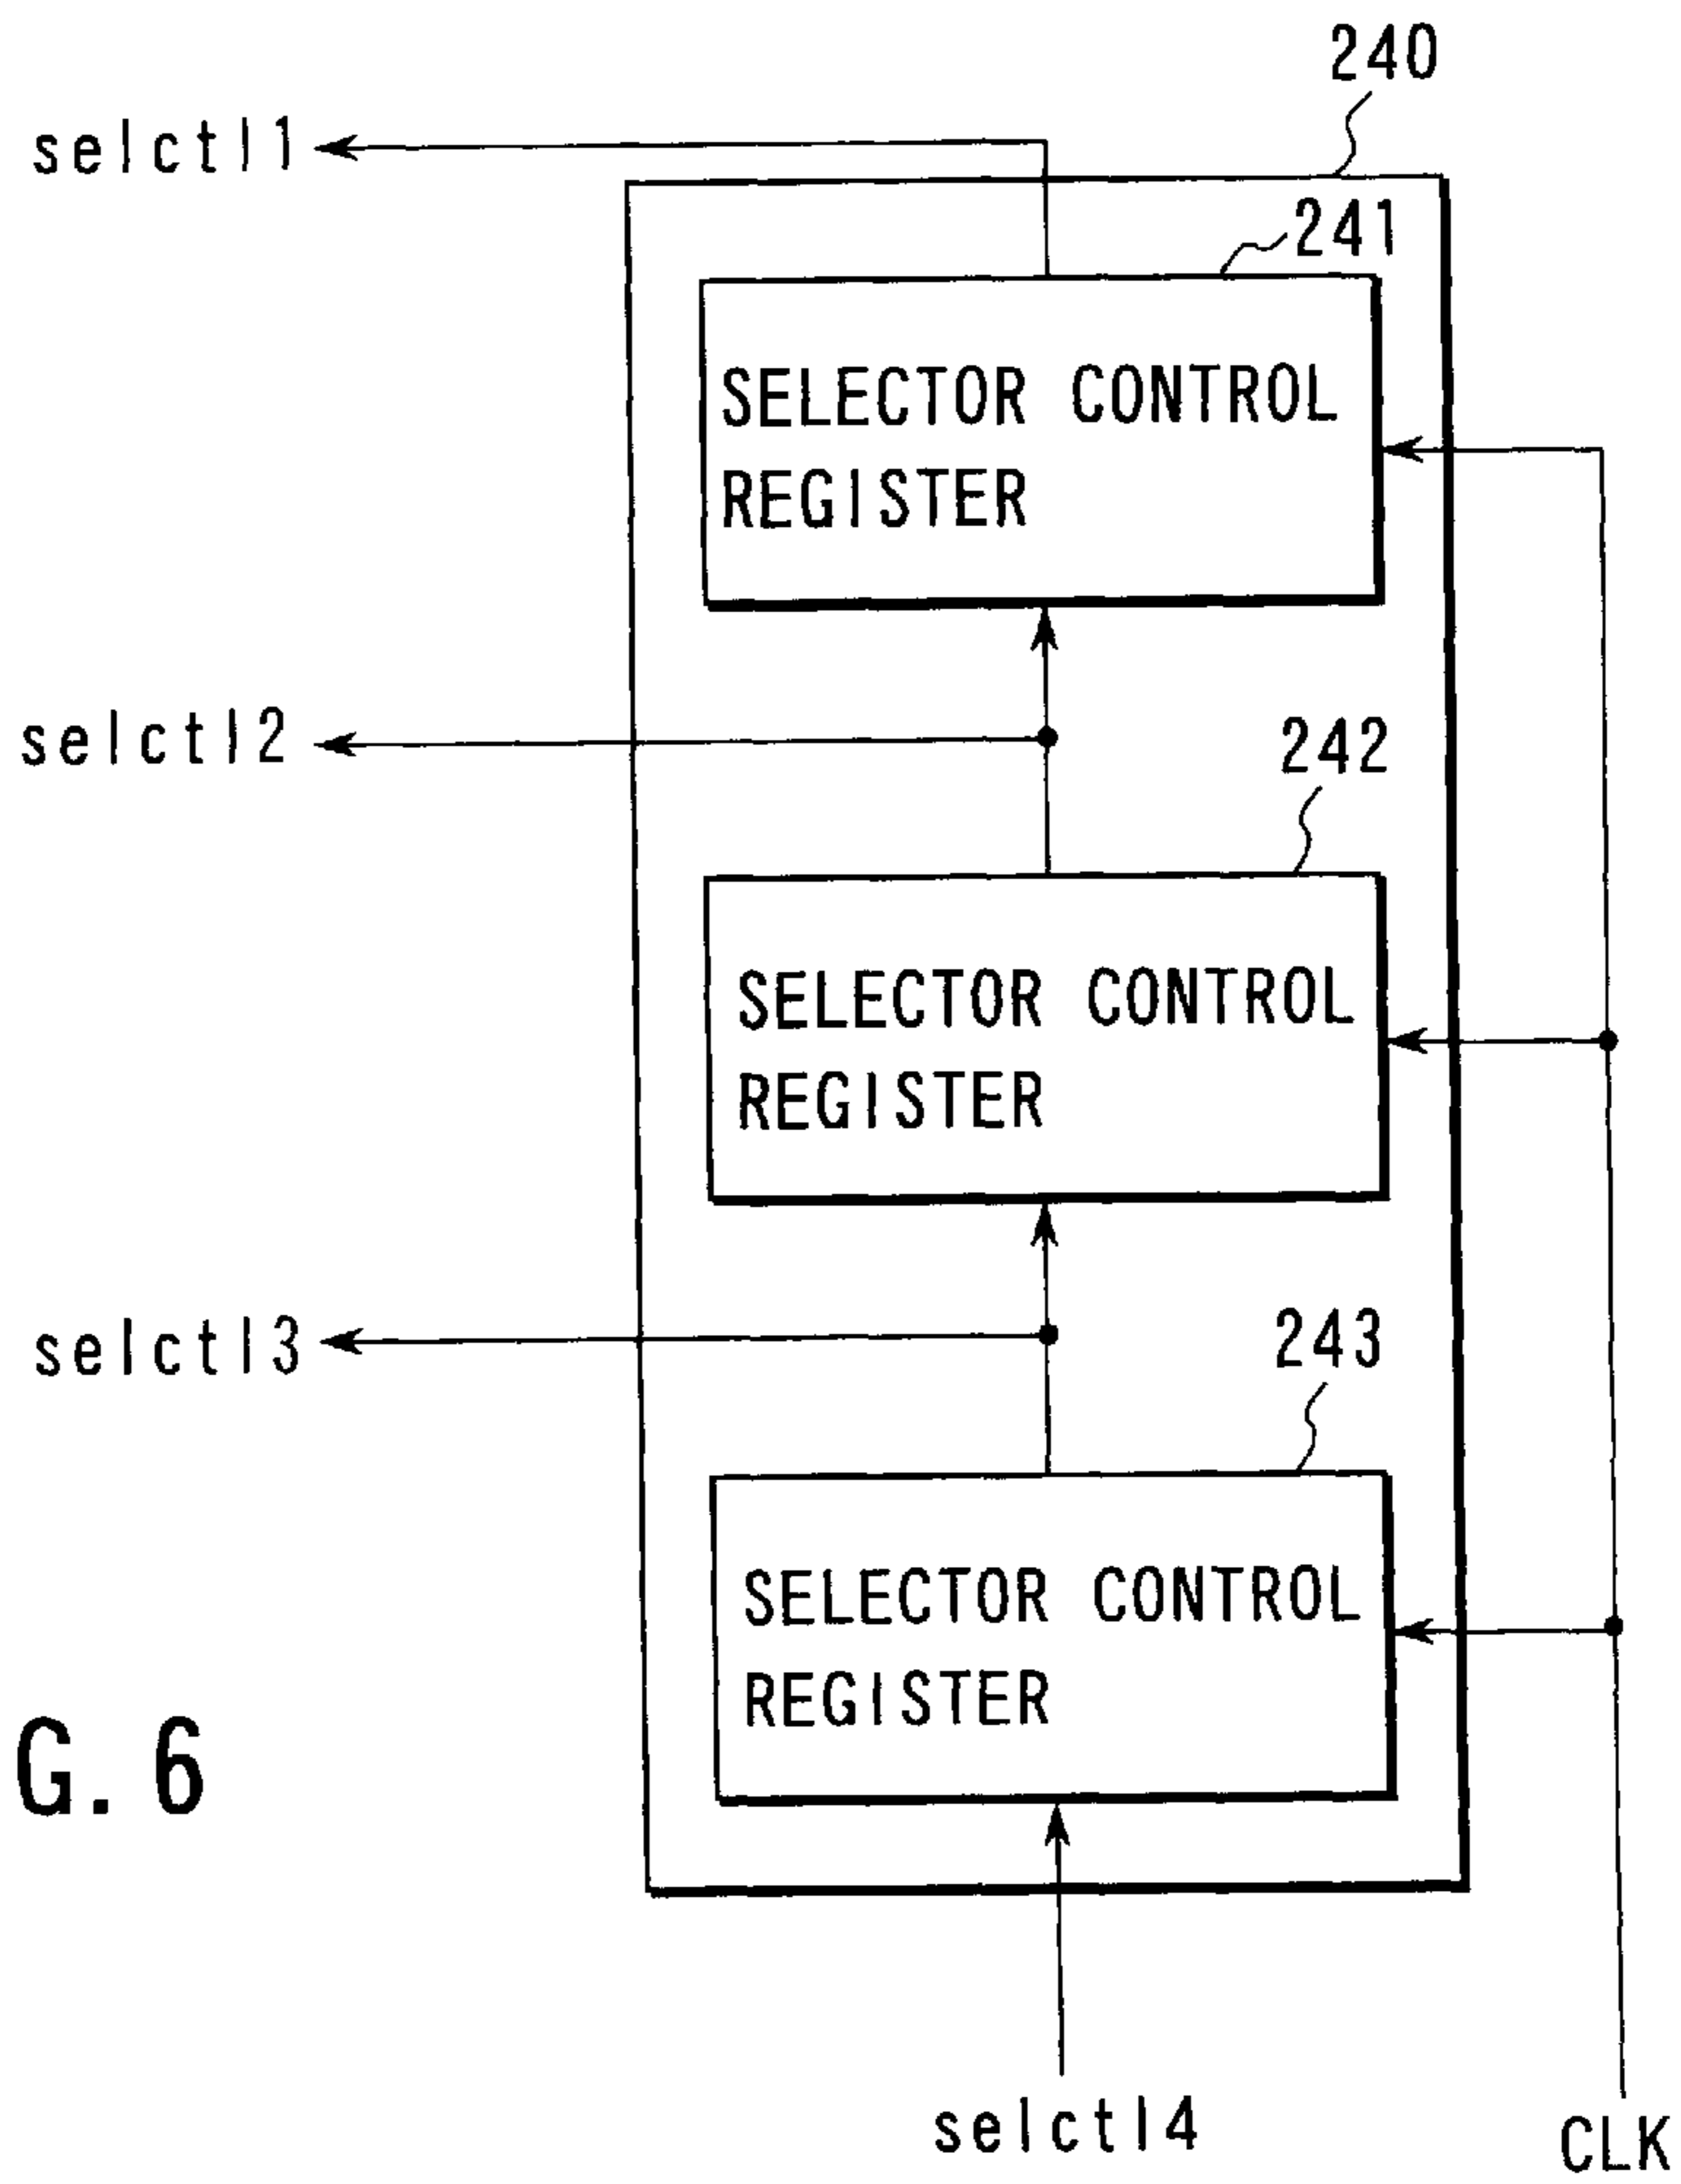 240
selctl1
241
SELECTOR CONTROL
REGISTER
selctl2
242
SELECTOR CONTROL
REGISTER
selctl3
243
SELECTOR CONTROL
REGISTER
G. 6
selctl4
CLK